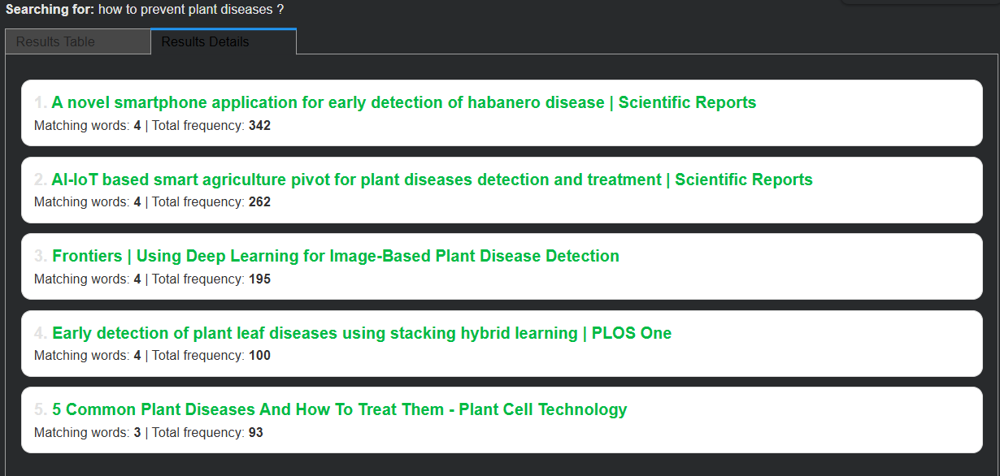 Searching for: how to prevent plant diseases ?
Results Table
Results Details
1. A novel smartphone application for early detection of habanero disease | Scientific Reports
Matching words: 4 | Total frequency: 342
2. AI-IoT based smart agriculture pivot for plant diseases detection and treatment | Scientific Reports
Matching words: 4 | Total frequency: 262
3. Frontiers | Using Deep Learning for Image-Based Plant Disease Detection
Matching words: 4 | Total frequency: 195
4. Early detection of plant leaf diseases using stacking hybrid learning | PLOS One
Matching words: 4 | Total frequency: 100
5. 5 Common Plant Diseases And How To Treat Them - Plant Cell Technology
Matching words: 3 | Total frequency: 93